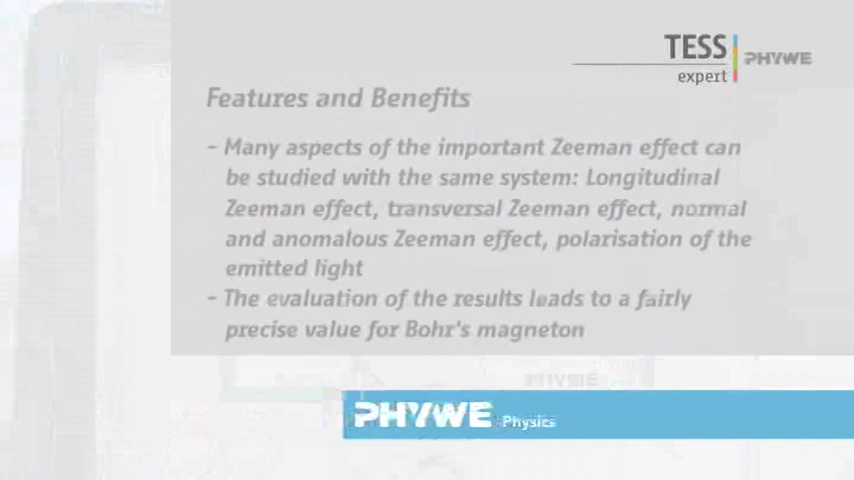 TESS
expert
PHYWE
Features and Benefits
- Many aspects of the important Zeeman effect can
be studied with the same system: Longitudinal
Zeeman effect, transversal Zeeman effect, normal
and anomalous Zeeman effect, polarisation of the
emitted light
- The evaluation of the results leads to a fairly
precise value for Bohr's magneton
PHYWE
PHYWE Physics